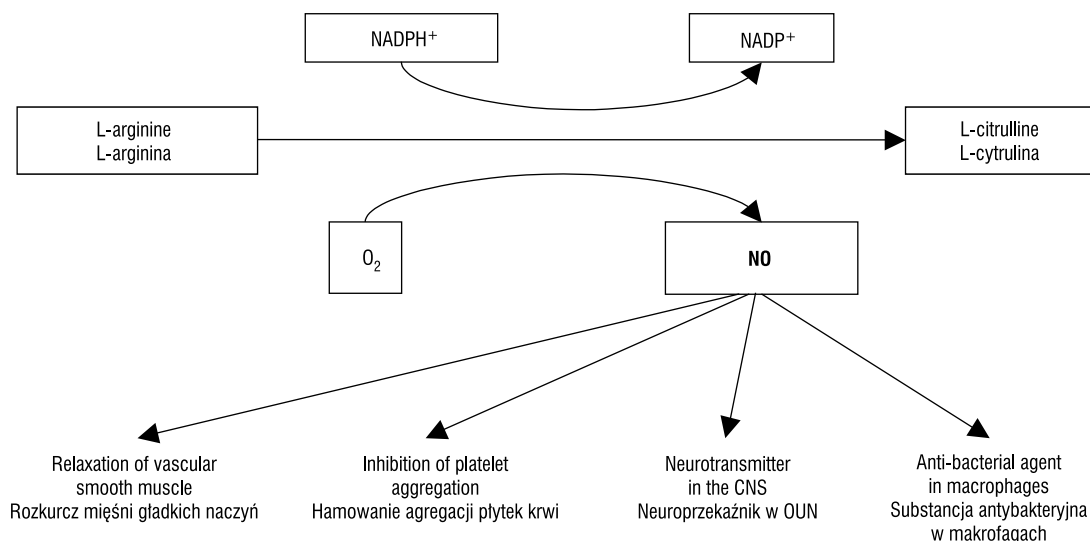 NADPH⁺
NADP⁺
L-arginine
L-arginina
L-citrulline
L-cytrulina
O₂
NO
Relaxation of vascular
smooth muscle
Rozkurcz mięśni gładkich naczyń
Inhibition of platelet
aggregation
Hamowanie agregacji płytek krwi
Neurotransmitter
in the CNS
Neuroprzekaźnik w OUN
Anti-bacterial agent
in macrophages
Substancja antybakteryjna
w makrofagach